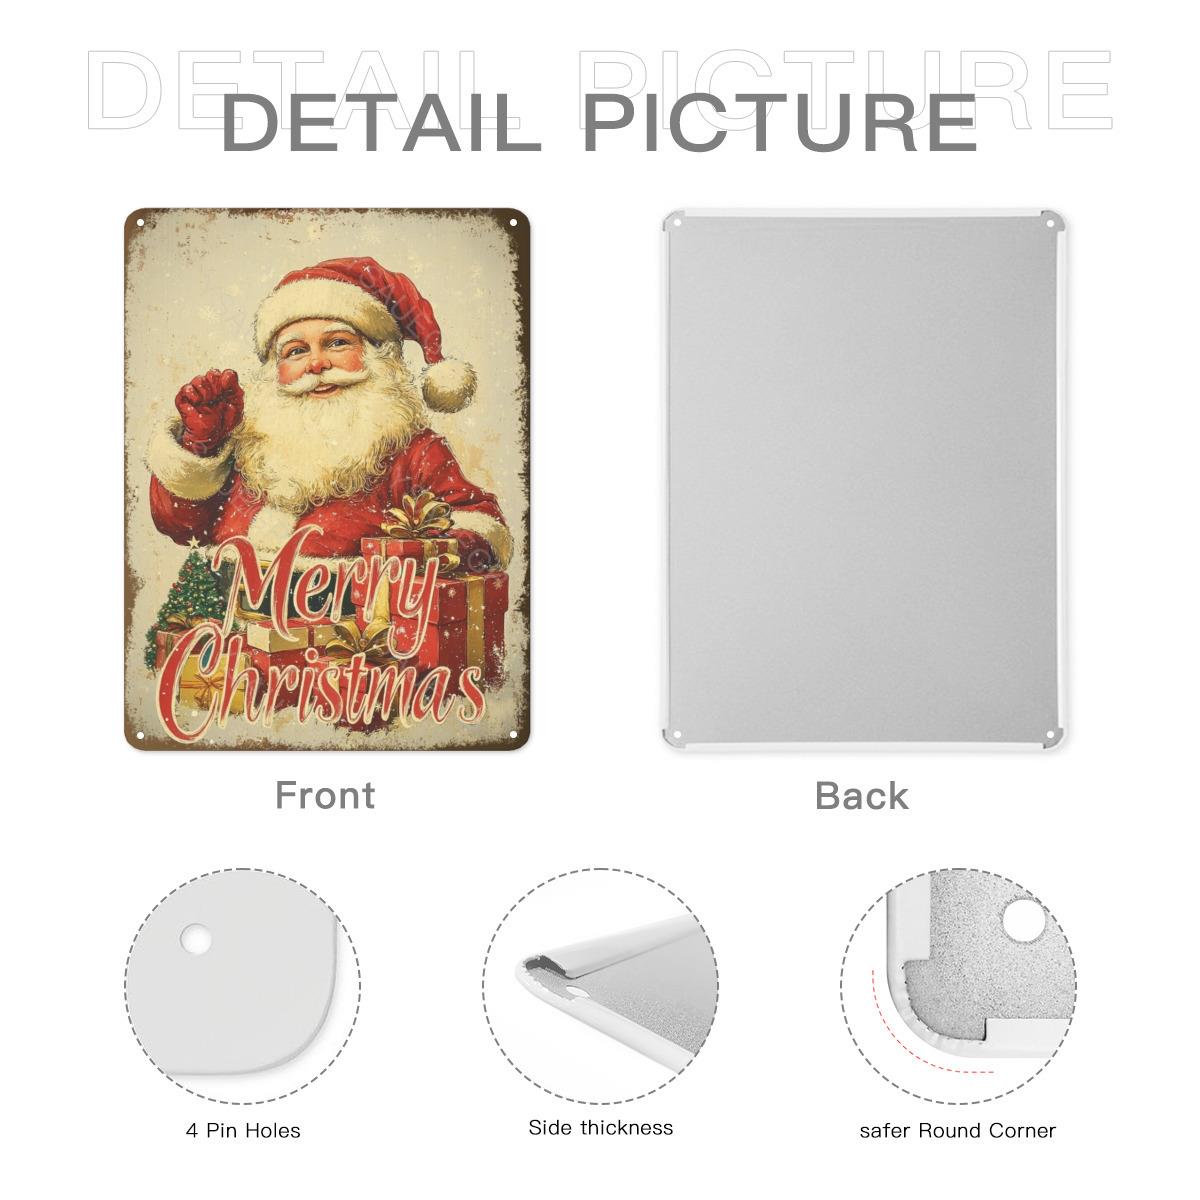 DETAIL PICTURE
DETAIL PICTURE
Merry
Christmas
Front
Back
4 Pin Holes
Side thickness
safer Round Corner